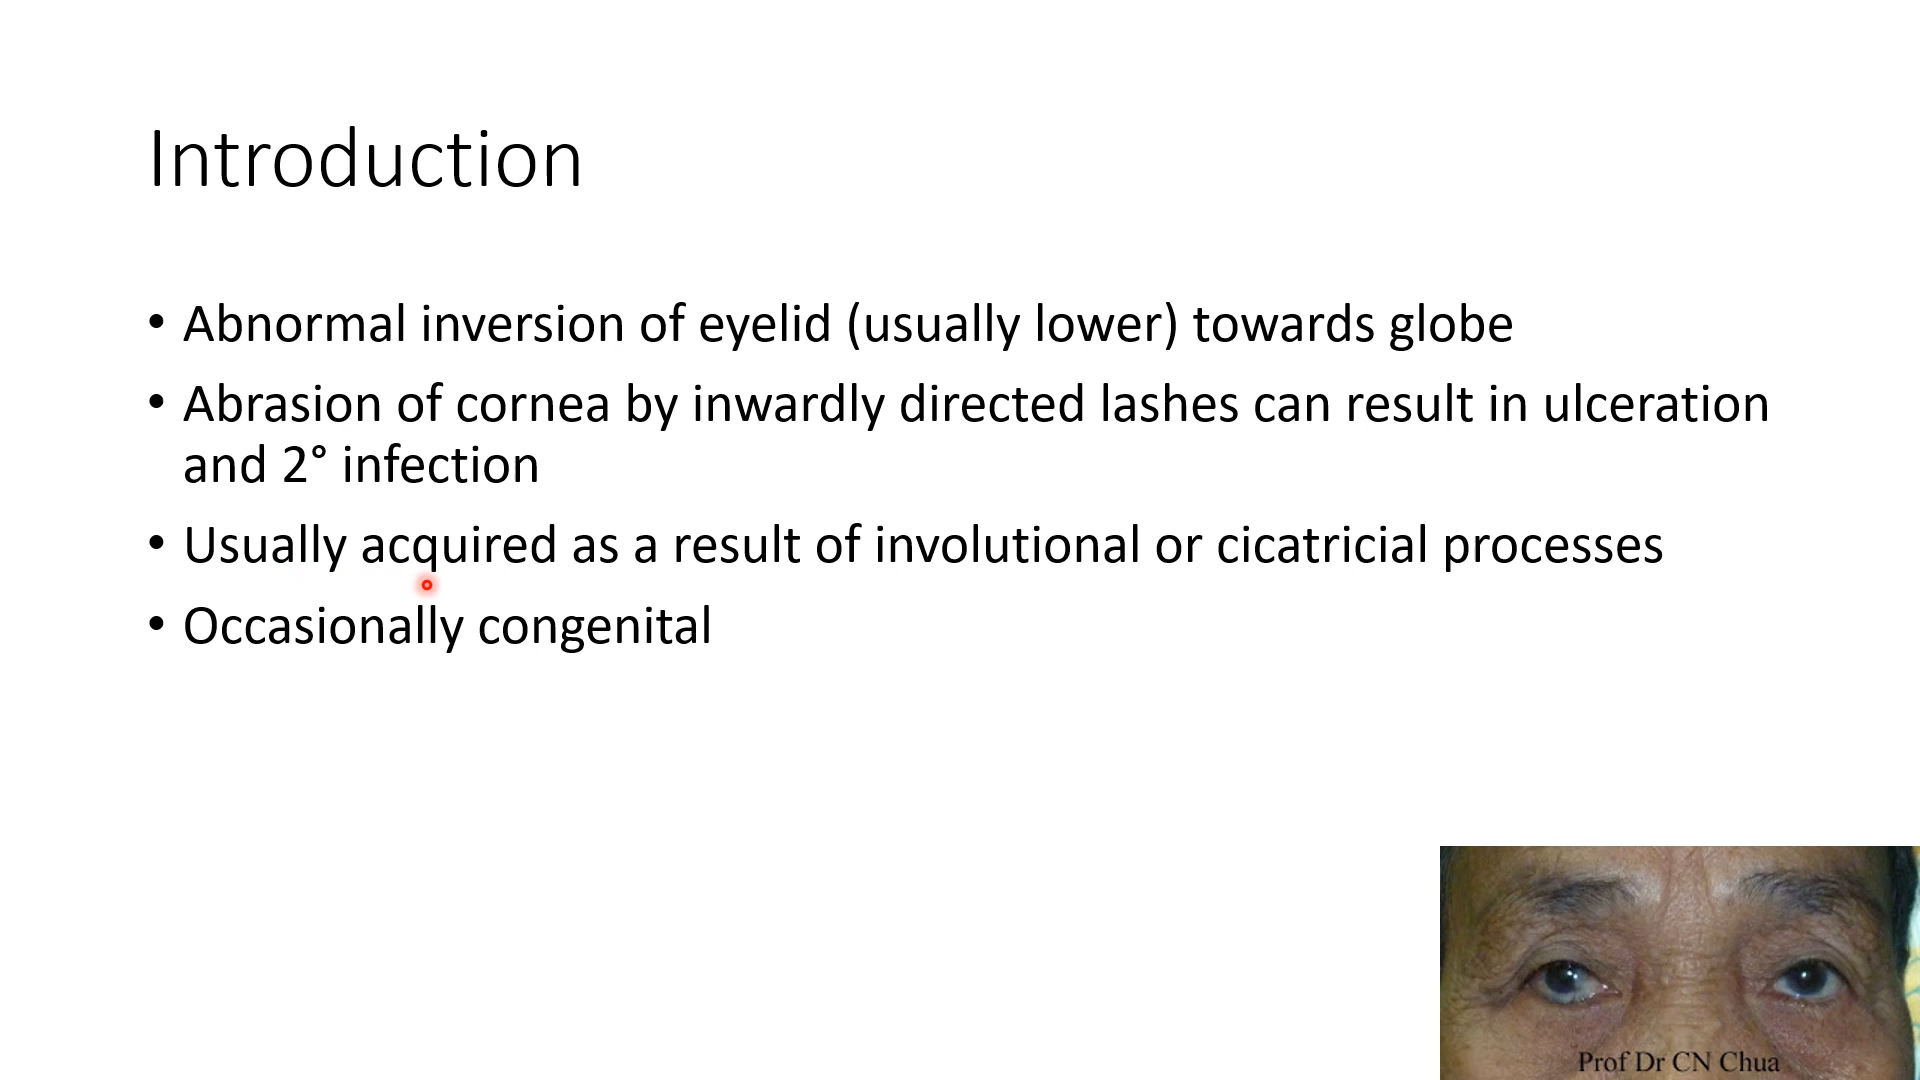 Introduction
• Abnormal inversion of eyelid (usually lower) towards globe
• Abrasion of cornea by inwardly directed lashes can result in ulceration
and 2° infection
• Usually acquired as a result of involutional or cicatricial processes
• Occasionally congenital
Prof Dr CN Chua